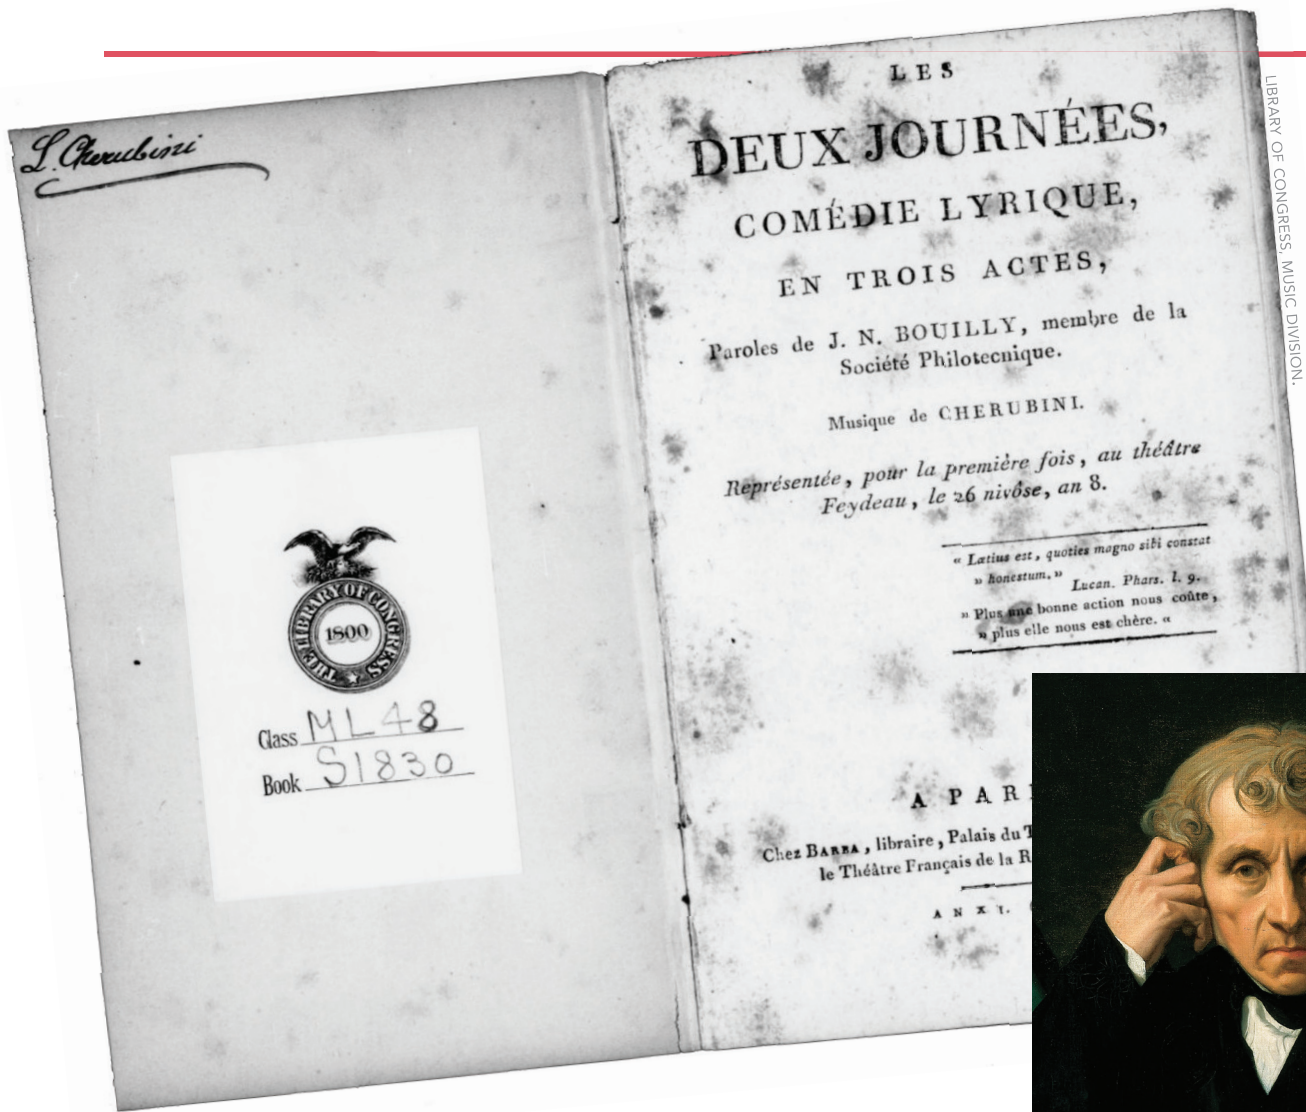 L. Cherubini
THE LIBRARY OF CONGRESS
1800
Class ML48
Book S1830
LES
DEUX JOURNÉES,
COMÉDIE LYRIQUE,
EN TROIS ACTES,
Paroles de J. N. BOUILLY, membre de la
Société Philotecnique.
Musique de CHERUBINI.
Représentée, pour la première fois, au théâtre
Feydeau, le 26 nivôse, an 8.
« Lætius est, quoties magno sibi constat
» honestum. »
Lucan. Phars. l. 9.
» Plus une bonne action nous coûte,
» plus elle nous est chère. «
A PAR
Chez BARBA, libraire, Palais du T
le Théâtre Français de la R
AN XI.
LIBRARY OF CONGRESS, MUSIC DIVISION.